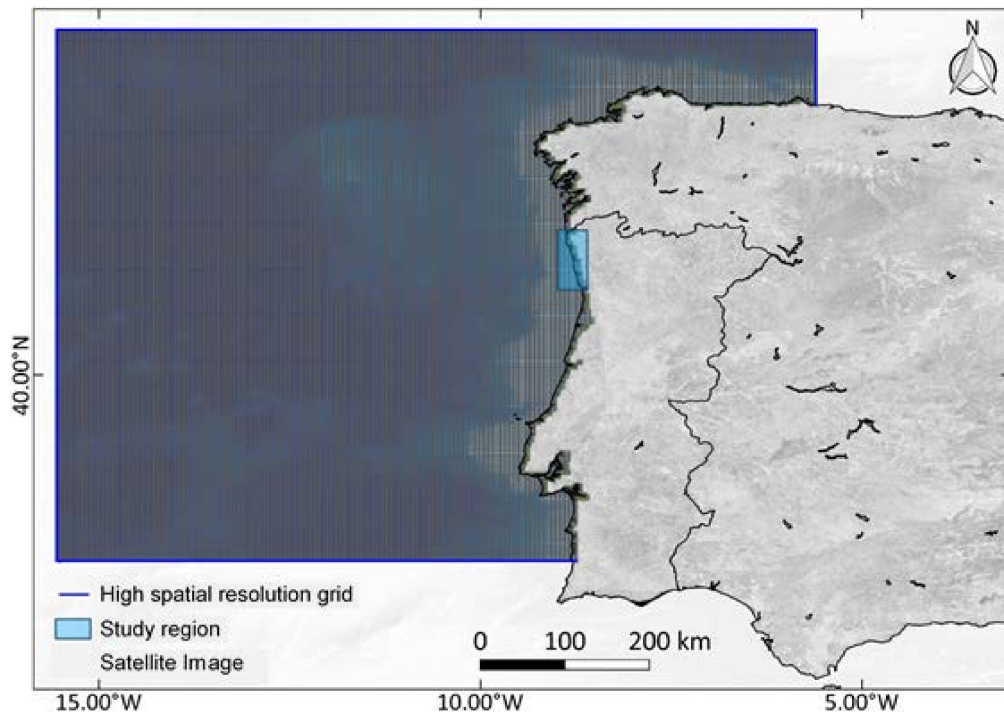 N
40.00°N
High spatial resolution grid
Study region
Satellite Image
0 100 200 km
15.00°W 10.00°W 5.00°W